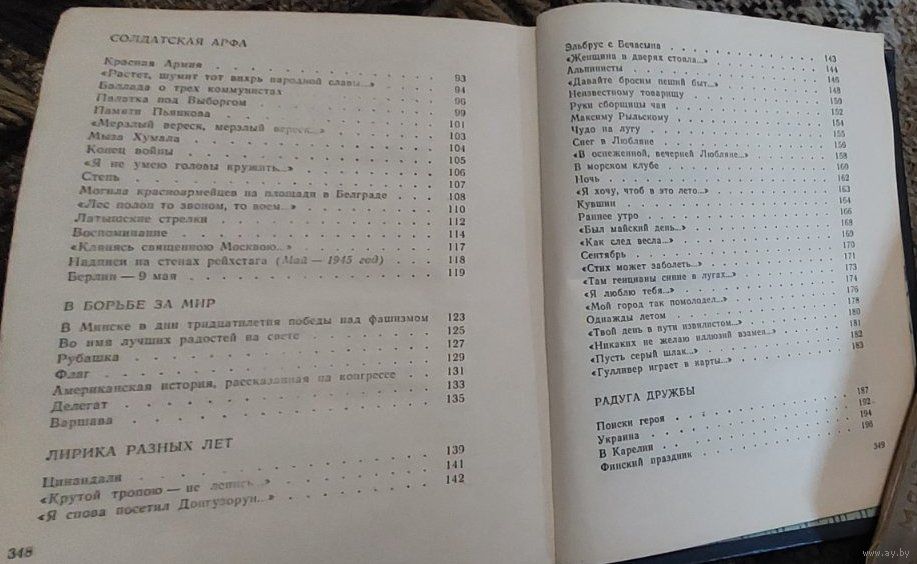 СОЛДАТСКАЯ АРФА
Красная Армия 93
«Растет, шумит тот вихрь народной славы...» 94
Баллада о трех коммунистах 96
Палатка под Выборгом 99
Памяти Пьянкова 101
«Мерзлый вереск, мерзлый вереск...» 103
Мыза Хумала 104
Конец войны 105
«Я не умею головы кружить...» 106
Степь 107
Могила красноармейцев на площади в Белграде 108
«Лес полон то звоном, то воем...» 110
Латышские стрелки 112
Воспоминание 114
«Клянусь священною Москвою...» 117
Надписи на стенах рейхстага (Май — 1945 год) 118
Берлин — 9 мая 119
В БОРЬБЕ ЗА МИР
В Минске в дни тридцатилетия победы над фашизмом 123
Во имя лучших радостей на свете 125
Рубашка 127
Флаг 129
Американская история, рассказанная на конгрессе 131
Делегат 133
Варшава 135
ЛИРИКА РАЗНЫХ ЛЕТ
Цинандали 139
«Крутой тропою — не ленись...» 141
«Я снова посетил Донгузорун...» 142
348
Эльбрус с Бечасына 143
«Женщина в дверях стояла...» 144
Альпинисты 146
«Давайте бросим пеший быт...» 148
Неизвестному товарищу 150
Руки сборщицы чая 152
Максиму Рыльскому 154
Чудо на лугу 155
Снег в Любляне 156
«В оснеженной, вечерней Любляне...» 158
В морском клубе 160
Ночь 162
«Я хочу, чтоб в это лето...» 163
Кувшин 164
Раннее утро 166
«Был майский день...» 168
«Как след весла...» 169
Сентябрь 170
«Стих может заболеть...» 171
«Там генцианы синие в лугах...» 173
«Я люблю тебя...» 174
«Мой город так помолодел...» 176
Однажды летом 178
«Твой день в пути извилистом...» 180
«Никаких не желаю иллюзий взамен...» 181
«Пусть серый шлак...» 182
«Гулливер играет в карты...» 183
РАДУГА ДРУЖБЫ
Поиски героя 187
Украина 192
В Карелии 194
Финский праздник 196
349
www.ay.by